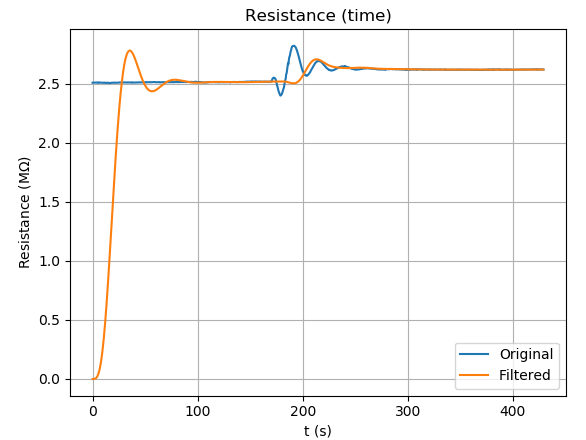 Resistance (time)
Resistance (MΩ)
2.5
2.0
1.5
1.0
0.5
0.0
0
100
200
300
400
t (s)
Original
Filtered